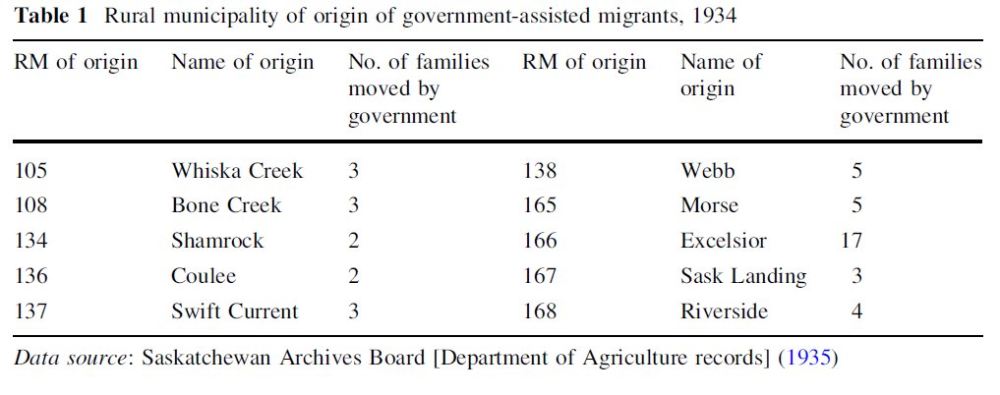 Table 1 Rural municipality of origin of government-assisted migrants, 1934
RM of origin Name of origin No. of families RM of origin Name of No. of families
moved by origin moved by
government government
105 Whiska Creek 3 138 Webb 5
108 Bone Creek 3 165 Morse 5
134 Shamrock 2 166 Excelsior 17
136 Coulee 2 167 Sask Landing 3
137 Swift Current 3 168 Riverside 4
Data source: Saskatchewan Archives Board [Department of Agriculture records] (1935)